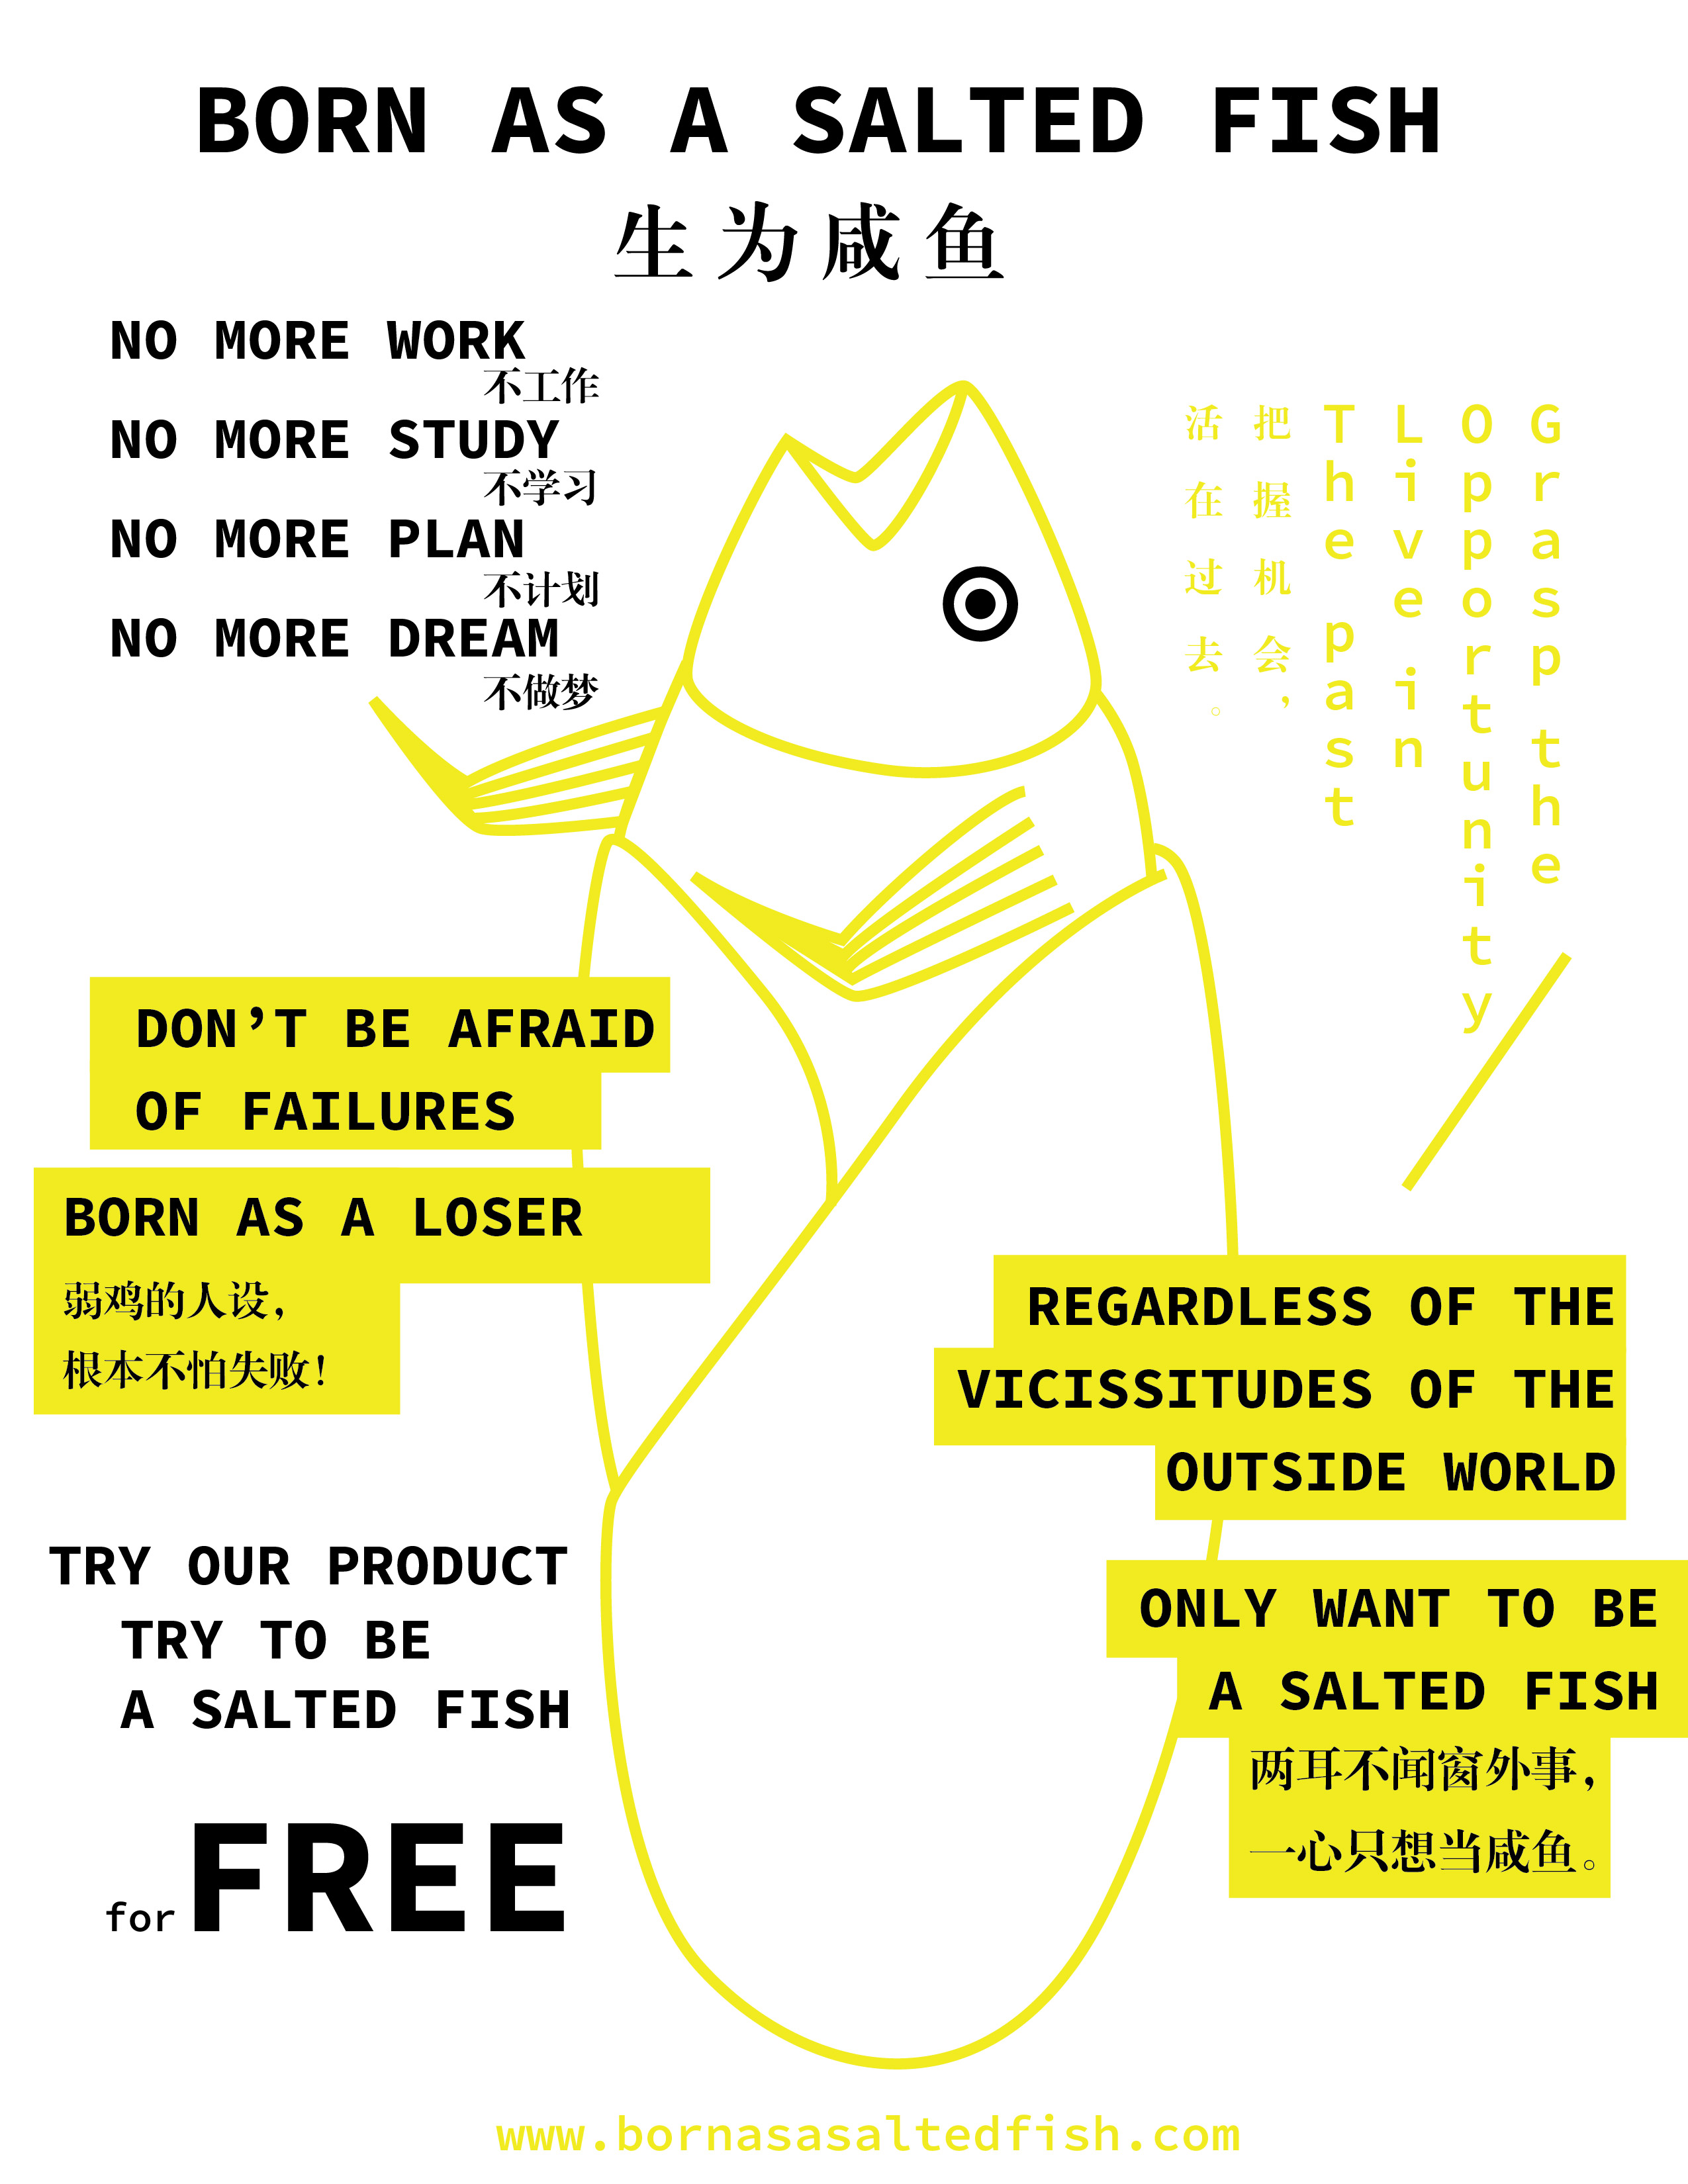 BORN AS A SALTED FISH
生为咸鱼
NO MORE WORK
不工作
NO MORE STUDY
不学习
NO MORE PLAN
不计划
NO MORE DREAM
不做梦
Grasp the
Opportunity
Live in
The past
把握机会，
活在过去。
DON’T BE AFRAID
OF FAILURES
BORN AS A LOSER
弱鸡的人设，
根本不怕失败！
REGARDLESS OF THE
VICISSITUDES OF THE
OUTSIDE WORLD
ONLY WANT TO BE
A SALTED FISH
两耳不闻窗外事，
一心只想当咸鱼。
TRY OUR PRODUCT
TRY TO BE
A SALTED FISH
for FREE
www.bornasasaltedfish.com